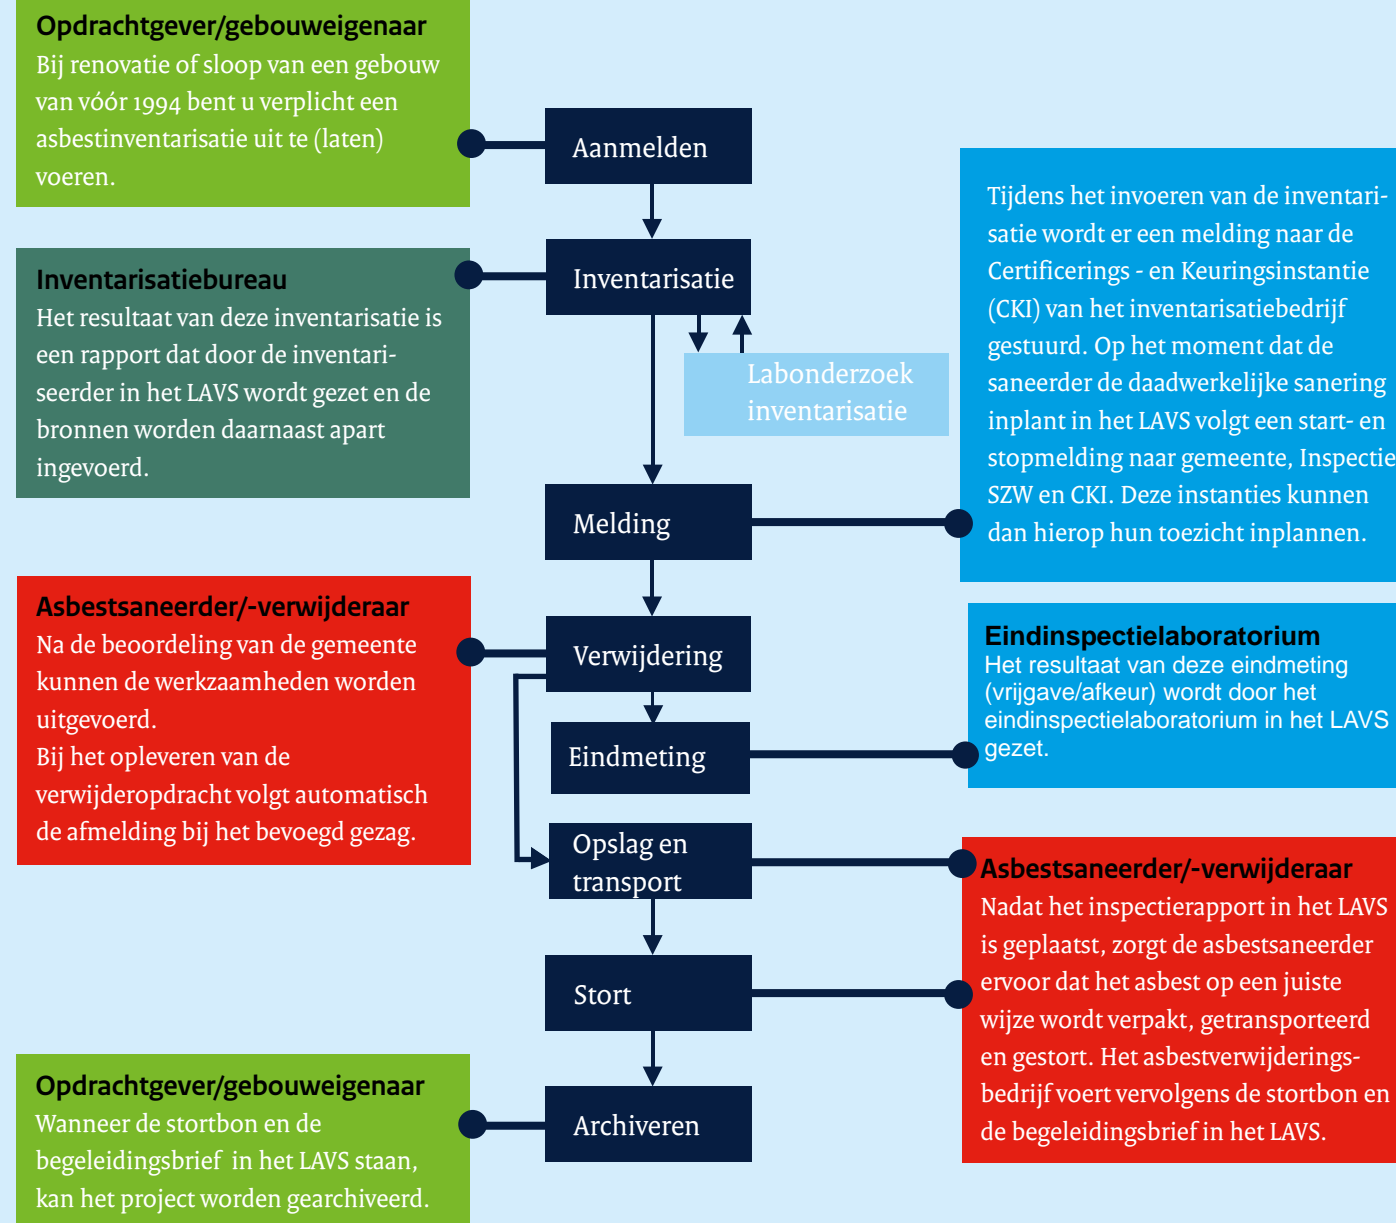 Opdrachtgever/gebouweigenaar
Bij renovatie of sloop van een gebouw
van vóór 1994 bent u verplicht een
asbestinventarisatie uit te (laten)
voeren.
Aanmelden
Inventarisatiebureau
Het resultaat van deze inventarisatie is
een rapport dat door de inventari-
seerder in het LAVS wordt gezet en de
bronnen worden daarnaast apart
ingevoerd.
Inventarisatie
Labonderzoek
inventarisatie
Tijdens het invoeren van de inventari-
satie wordt er een melding naar de
Certificerings - en Keuringsinstantie
(CKI) van het inventarisatiebedrijf
gestuurd. Op het moment dat de
saneerder de daadwerkelijke sanering
inplant in het LAVS volgt een start- en
stopmelding naar gemeente, Inspectie
SZW en CKI. Deze instanties kunnen
dan hierop hun toezicht inplannen.
Melding
Asbestsaneerder/-verwijderaar
Na de beoordeling van de gemeente
kunnen de werkzaamheden worden
uitgevoerd.
Bij het opleveren van de
verwijderopdracht volgt automatisch
de afmelding bij het bevoegd gezag.
Verwijdering
Eindmeting
Eindinspectielaboratorium
Het resultaat van deze eindmeting
(vrijgave/afkeur) wordt door het
eindinspectielaboratorium in het LAVS
gezet.
Opslag en
transport
Stort
Asbestsaneerder/-verwijderaar
Nadat het inspectierapport in het LAVS
is geplaatst, zorgt de asbestsaneerder
ervoor dat het asbest op een juiste
wijze wordt verpakt, getransporteerd
en gestort. Het asbestverwijderings-
bedrijf voert vervolgens de stortbon en
de begeleidingsbrief in het LAVS.
Opdrachtgever/gebouweigenaar
Wanneer de stortbon en de
begeleidingsbrief in het LAVS staan,
kan het project worden gearchiveerd.
Archiveren